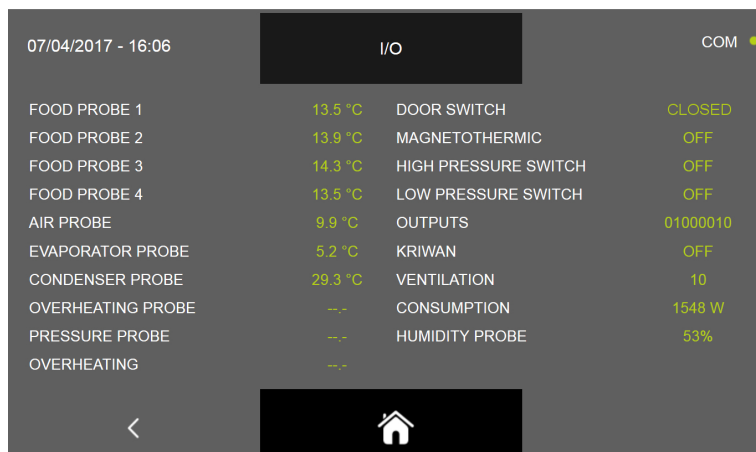 07/04/2017 - 16:06 I/O COM
FOOD PROBE 1 13.5 °C DOOR SWITCH CLOSED
FOOD PROBE 2 13.9 °C MAGNETOTHERMIC OFF
FOOD PROBE 3 14.3 °C HIGH PRESSURE SWITCH OFF
FOOD PROBE 4 13.5 °C LOW PRESSURE SWITCH OFF
AIR PROBE 9.9 °C OUTPUTS 01000010
EVAPORATOR PROBE 5.2 °C KRIWAN OFF
CONDENSER PROBE 29.3 °C VENTILATION 10
OVERHEATING PROBE --.- CONSUMPTION 1548 W
PRESSURE PROBE --.- HUMIDITY PROBE 53%
OVERHEATING --.-